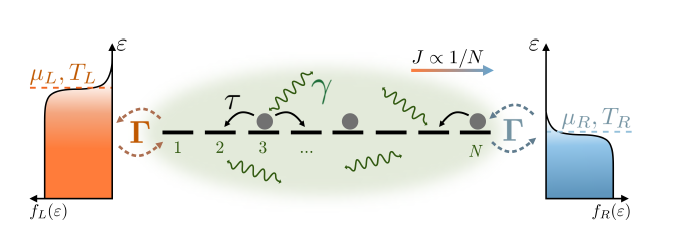 ε
μ_L, T_L
Γ
f_L(ε)
τ
γ
J ∝ 1/N
1 2 3 ... N
ε
μ_R, T_R
Γ
f_R(ε)